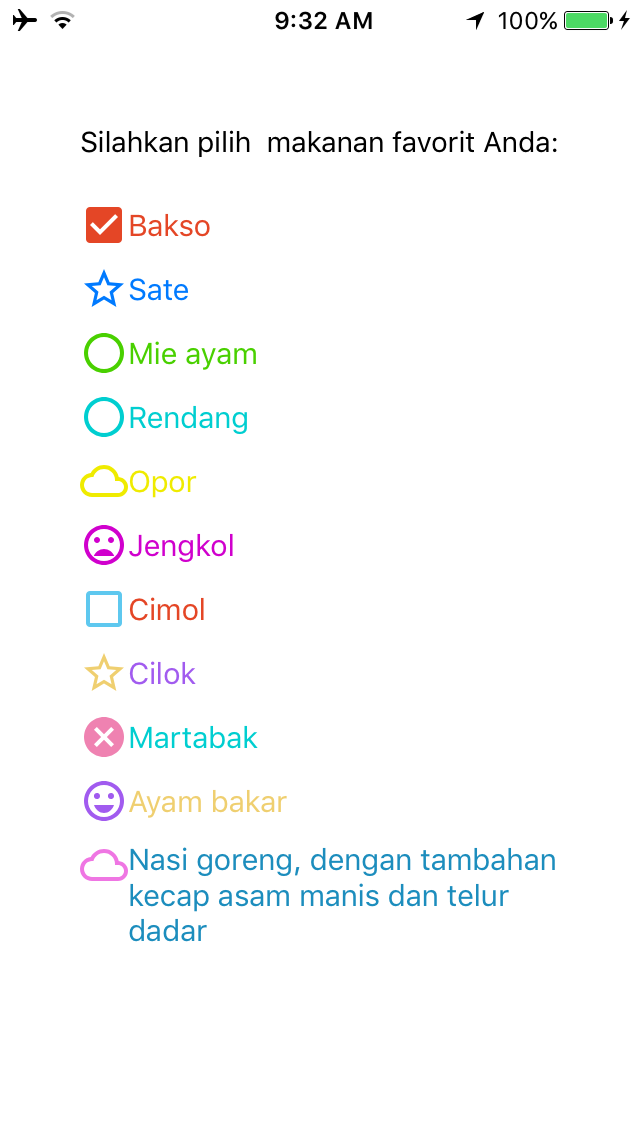 9:32 AM
100%
Silahkan pilih  makanan favorit Anda:
Bakso
Sate
Mie ayam
Rendang
Opor
Jengkol
Cimol
Cilok
Martabak
Ayam bakar
Nasi goreng, dengan tambahan
kecap asam manis dan telur
dadar